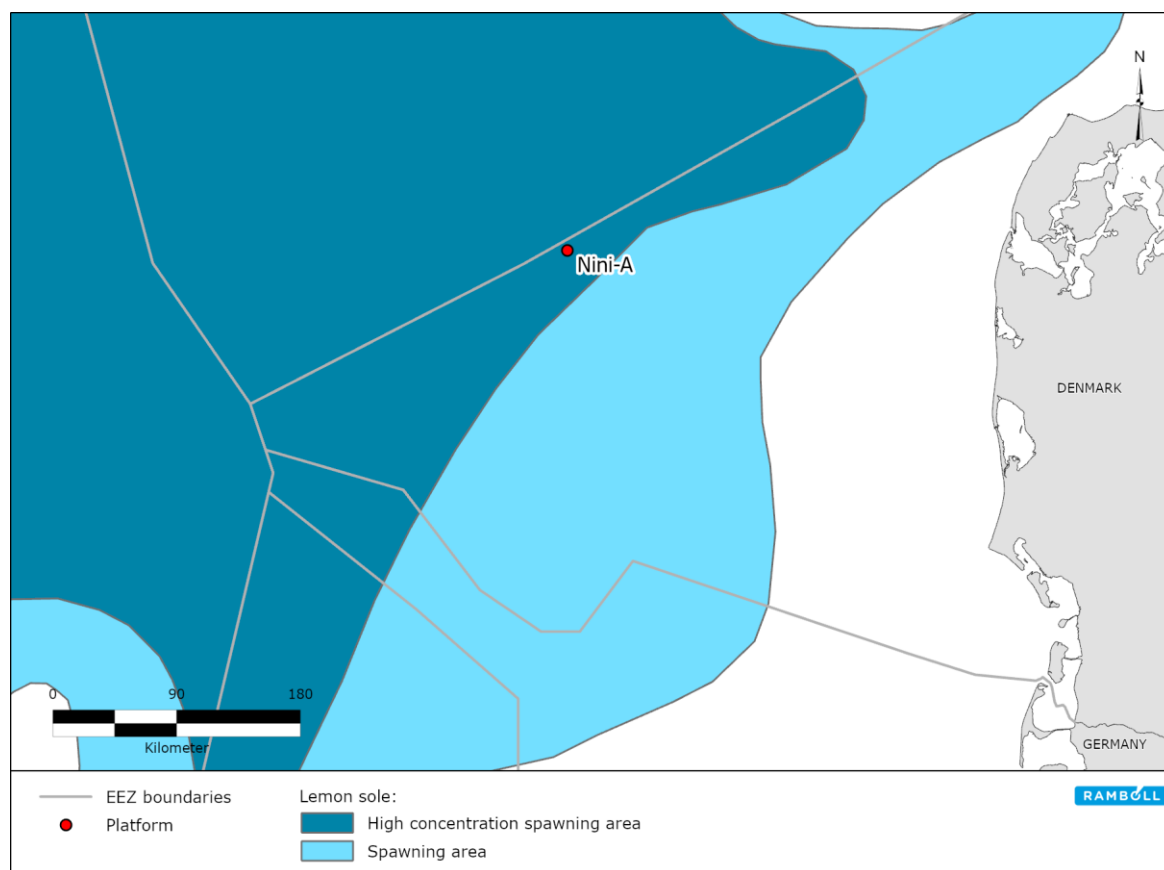 N
Nini-A
DENMARK
0 90 180
Kilometer
GERMANY
EEZ boundaries
Platform
Lemon sole:
High concentration spawning area
Spawning area
RAMBOLL